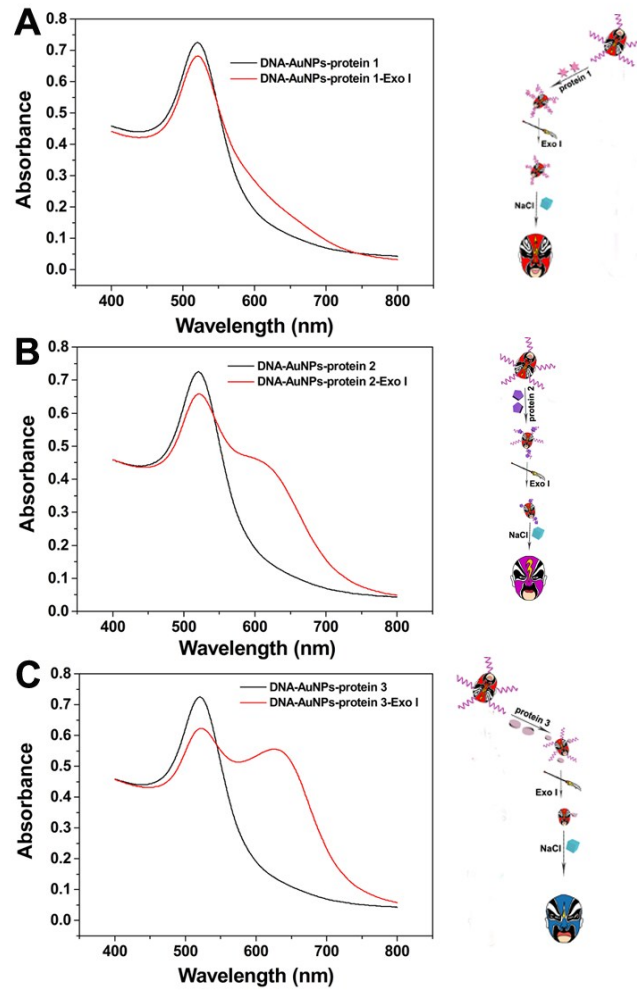 A
0.8
0.7
0.6
0.5
0.4
0.3
0.2
0.1
0.0
Absorbance
DNA-AuNPs-protein 1
DNA-AuNPs-protein 1-Exo I
400 500 600 700 800
Wavelength (nm)
protein 1
Exo I
NaCl
B
0.8
0.7
0.6
0.5
0.4
0.3
0.2
0.1
0.0
Absorbance
DNA-AuNPs-protein 2
DNA-AuNPs-protein 2-Exo I
400 500 600 700 800
Wavelength (nm)
protein 2
Exo I
NaCl
C
0.8
0.7
0.6
0.5
0.4
0.3
0.2
0.1
0.0
Absorbance
DNA-AuNPs-protein 3
DNA-AuNPs-protein 3-Exo I
400 500 600 700 800
Wavelength (nm)
protein 3
Exo I
NaCl